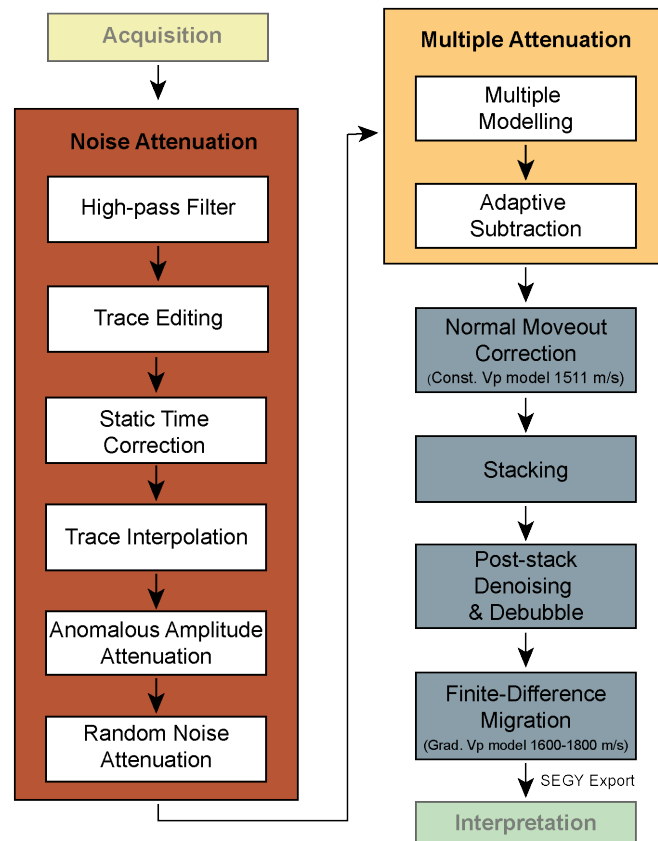 Acquisition
Noise Attenuation
High-pass Filter
Trace Editing
Static Time
Correction
Trace Interpolation
Anomalous Amplitude
Attenuation
Random Noise
Attenuation
Multiple Attenuation
Multiple
Modelling
Adaptive
Subtraction
Normal Moveout
Correction
(Const. Vp model 1511 m/s)
Stacking
Post-stack
Denoising
& Debubble
Finite-Difference
Migration
(Grad. Vp model 1600-1800 m/s)
SEGY Export
Interpretation